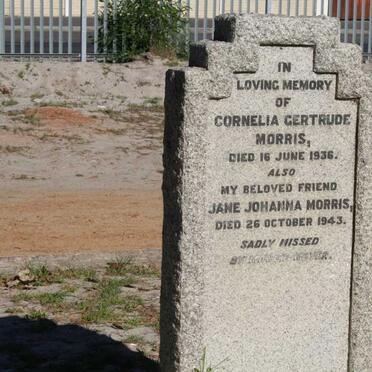 IN
LOVING MEMORY
OF
CORNELIA GERTRUDE
MORRIS,
DIED 16 JUNE 1936.
ALSO
MY BELOVED FRIEND
JANE JOHANNA MORRIS,
DIED 26 OCTOBER 1943.
SADLY MISSED
BY